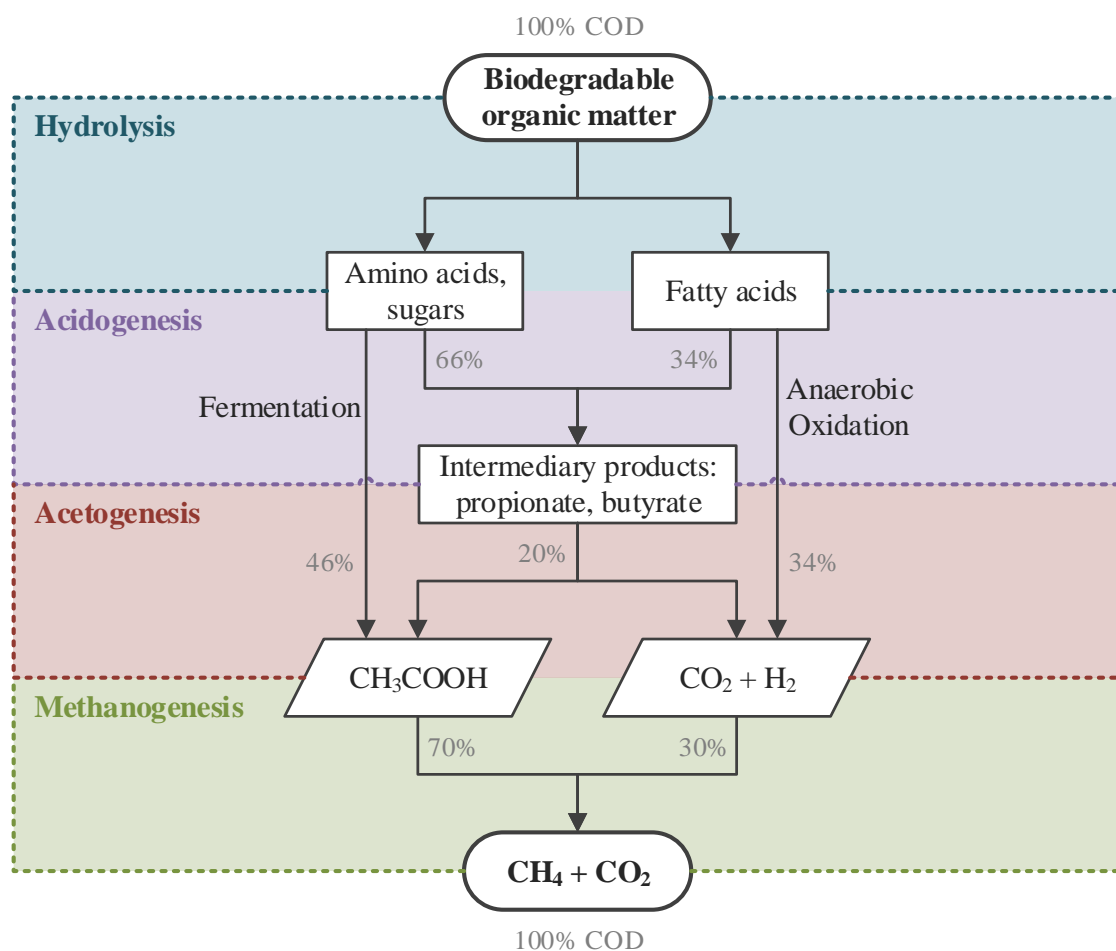 100% COD
Biodegradable
organic matter
Hydrolysis
Amino acids,
sugars
Fatty acids
Acidogenesis
66%
34%
Fermentation
Anaerobic
Oxidation
Intermediary products:
propionate, butyrate
Acetogenesis
46%
20%
34%
CH₃COOH
CO₂ + H₂
Methanogenesis
70%
30%
CH₄ + CO₂
100% COD